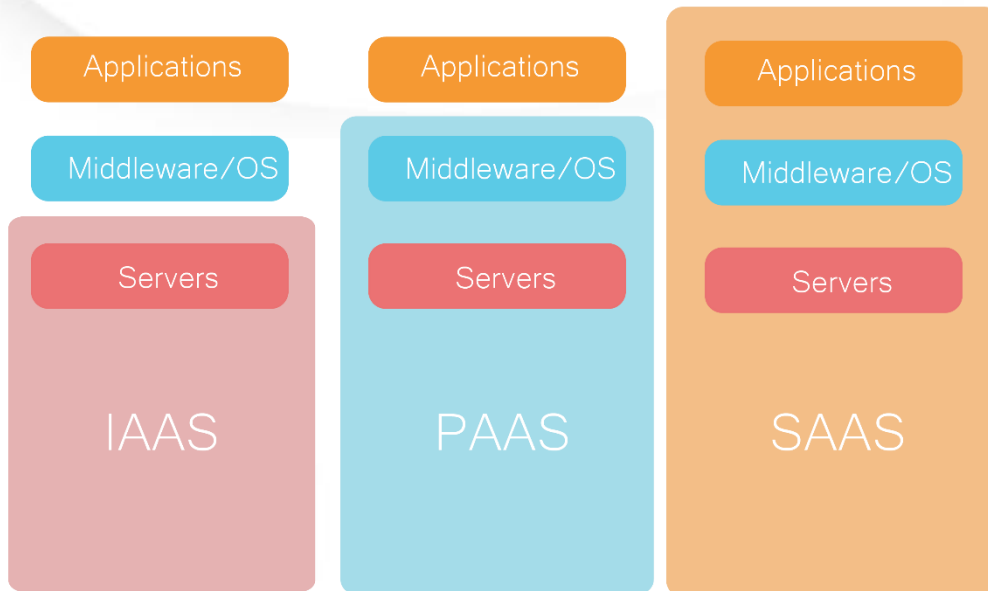 Applications
Middleware/OS
Servers
IAAS
Applications
Middleware/OS
Servers
PAAS
Applications
Middleware/OS
Servers
SAAS